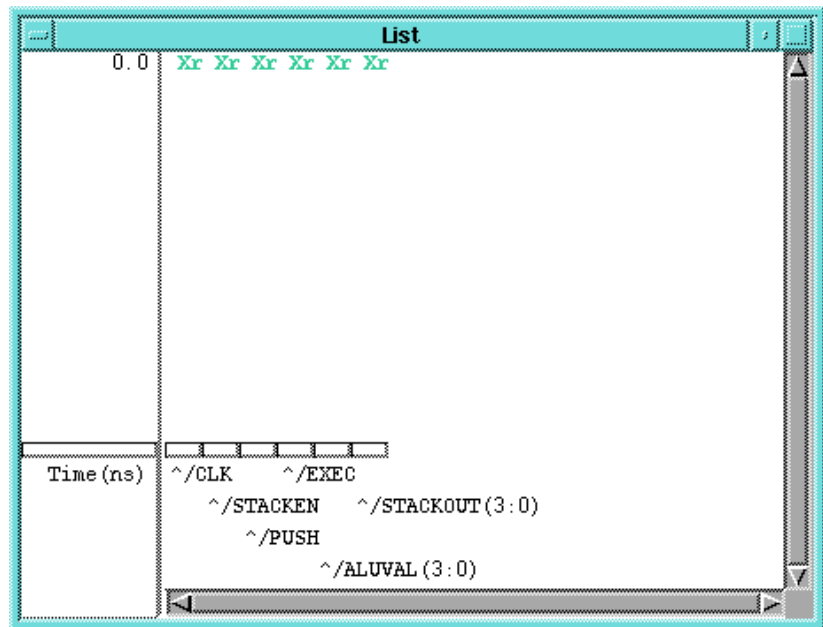 List
0.0 Xr Xr Xr Xr Xr Xr
Time(ns) ^/CLK ^/EXEC
^/STACKEN ^/STACKOUT(3:0)
^/PUSH
^/ALUVAL(3:0)